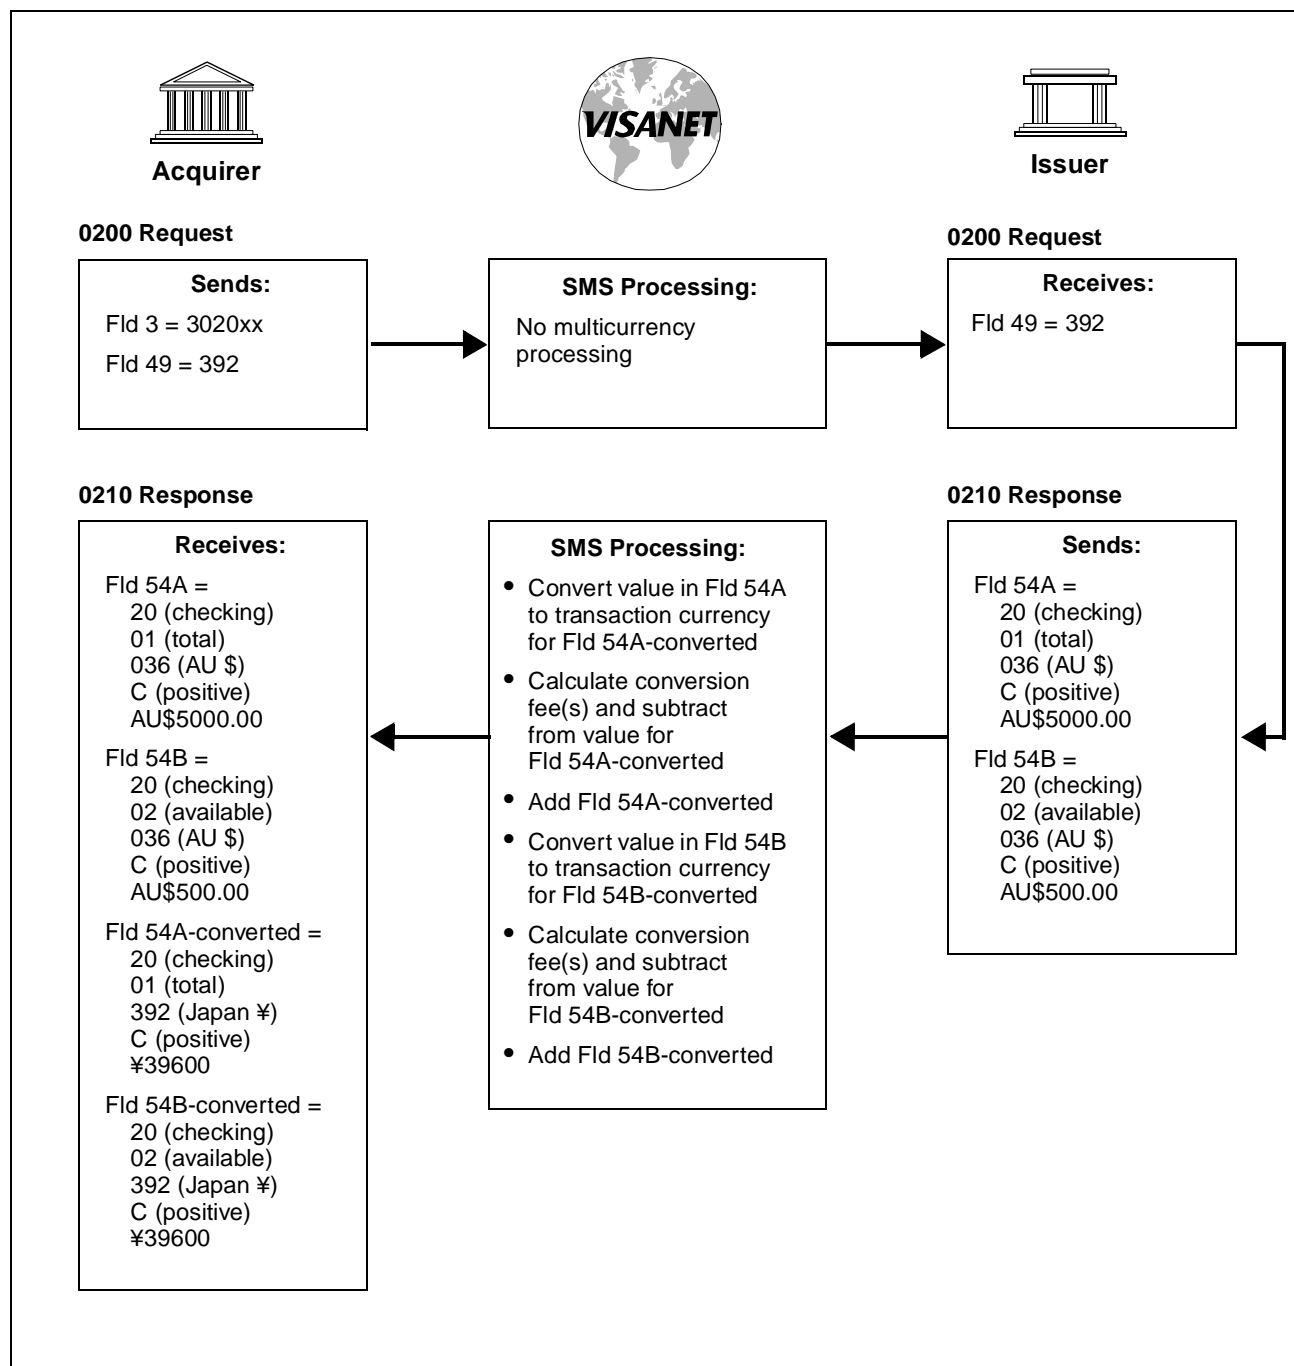 VISANET
Acquirer
Issuer
0200 Request
0200 Request
Sends:
Fld 3 = 3020xx
Fld 49 = 392
SMS Processing:
No multicurrency
processing
Receives:
Fld 49 = 392
0210 Response
0210 Response
Receives:
Fld 54A =
20 (checking)
01 (total)
036 (AU $)
C (positive)
AU$5000.00
Fld 54B =
20 (checking)
02 (available)
036 (AU $)
C (positive)
AU$500.00
Fld 54A-converted =
20 (checking)
01 (total)
392 (Japan ¥)
C (positive)
¥39600
Fld 54B-converted =
20 (checking)
02 (available)
392 (Japan ¥)
C (positive)
¥39600
SMS Processing:
• Convert value in Fld 54A
to transaction currency
for Fld 54A-converted
• Calculate conversion
fee(s) and subtract
from value for
Fld 54A-converted
• Add Fld 54A-converted
• Convert value in Fld 54B
to transaction currency
for Fld 54B-converted
• Calculate conversion
fee(s) and subtract
from value for
Fld 54B-converted
• Add Fld 54B-converted
Sends:
Fld 54A =
20 (checking)
01 (total)
036 (AU $)
C (positive)
AU$5000.00
Fld 54B =
20 (checking)
02 (available)
036 (AU $)
C (positive)
AU$500.00